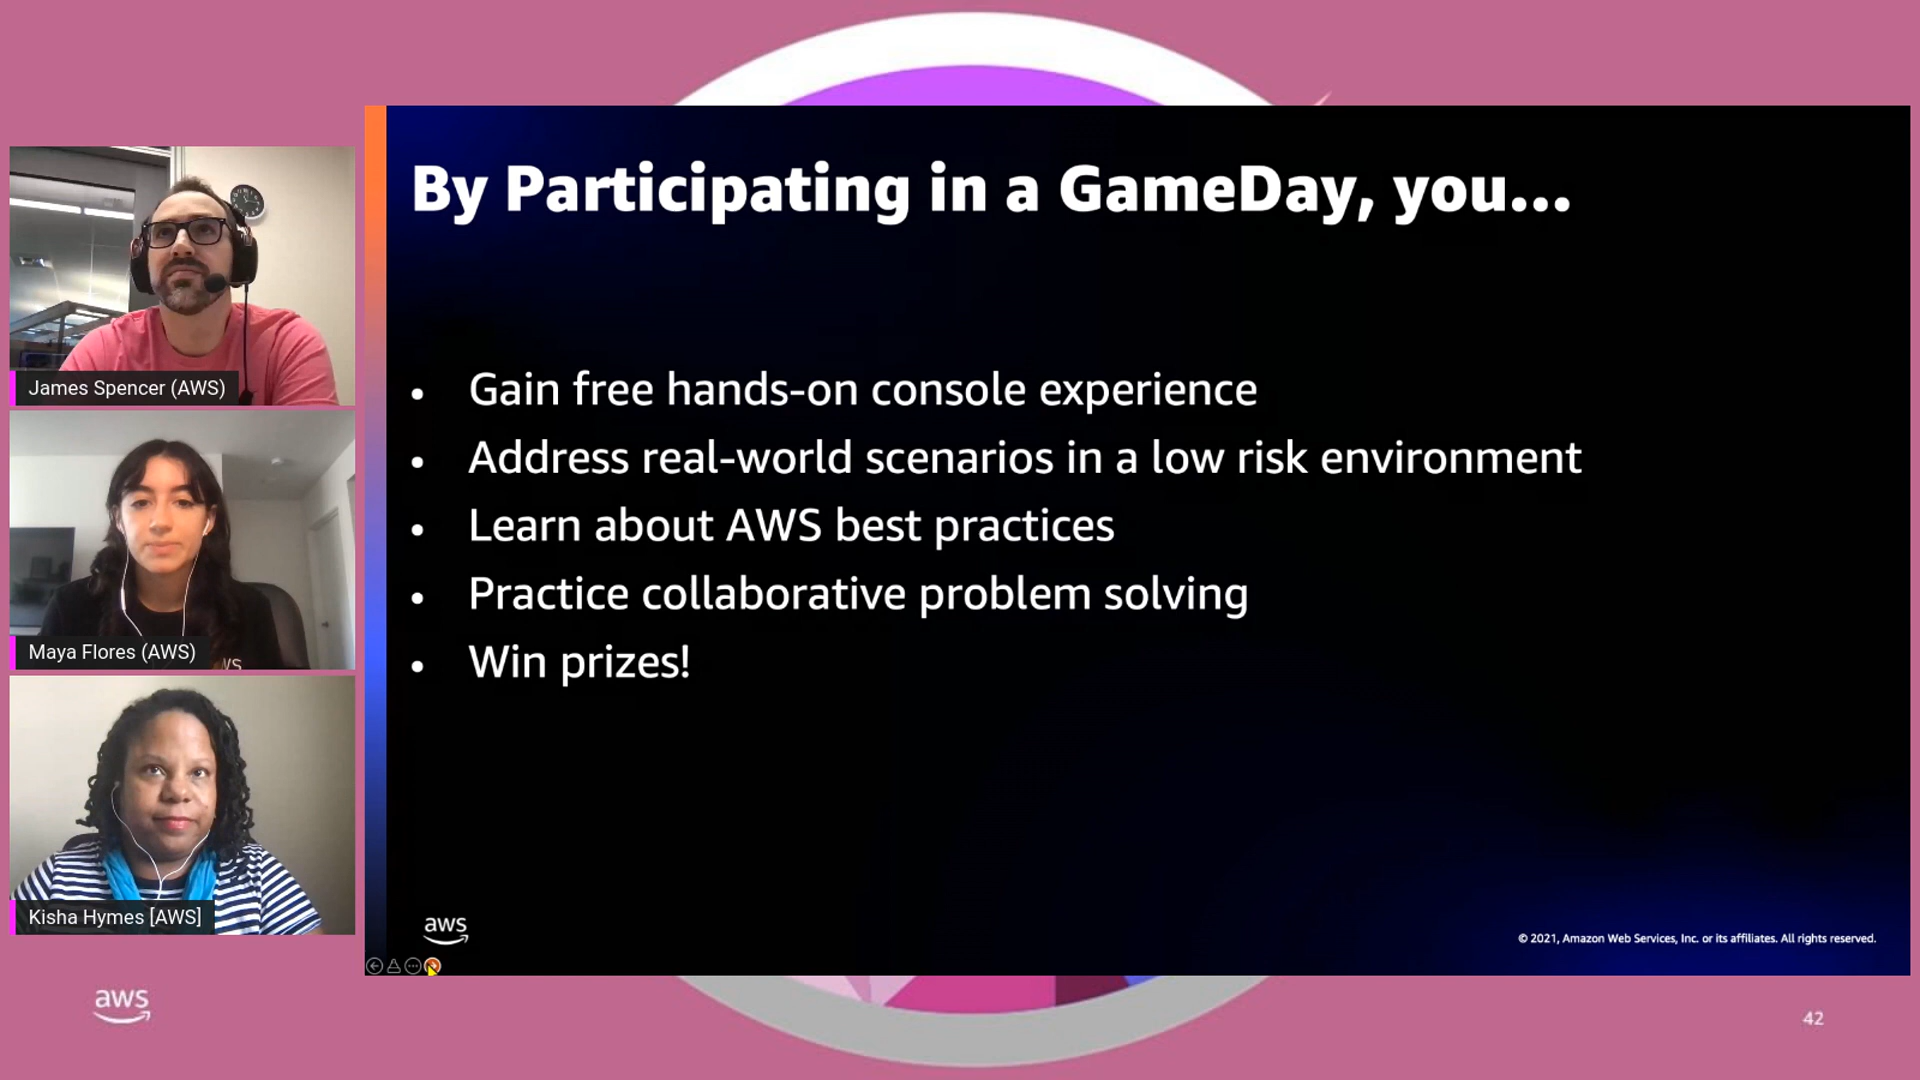 By Participating in a GameDay, you...
• Gain free hands-on console experience
• Address real-world scenarios in a low risk environment
• Learn about AWS best practices
• Practice collaborative problem solving
• Win prizes!
aws
© 2021, Amazon Web Services, Inc. or its affiliates. All rights reserved.
James Spencer (AWS)
Maya Flores (AWS)
Kisha Hymes [AWS]
aws
42